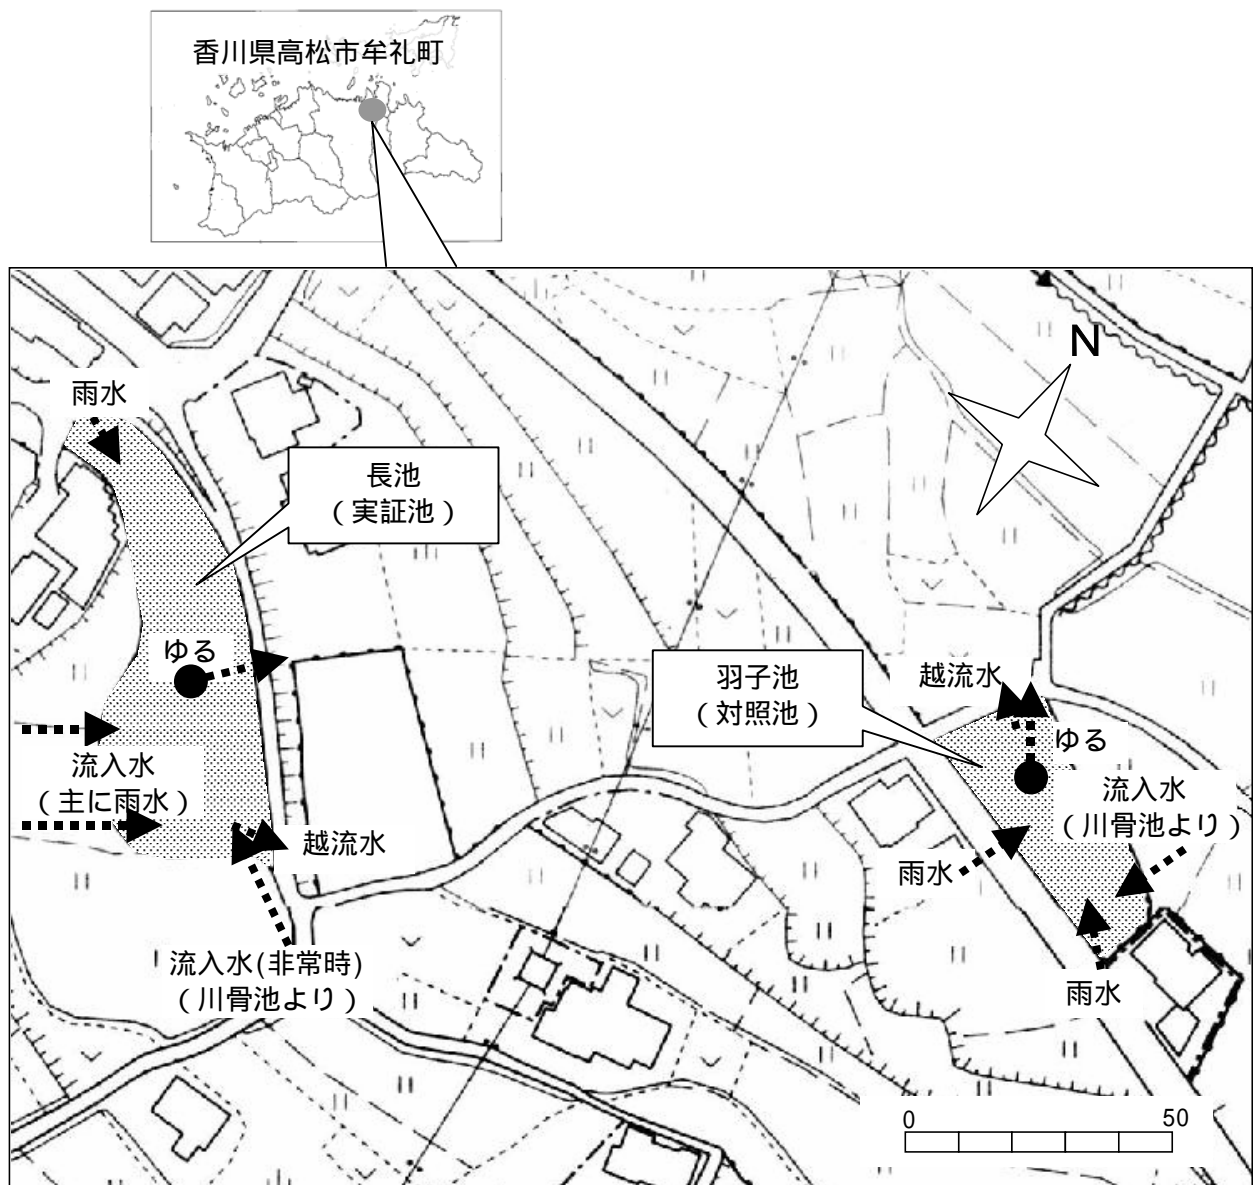 香川県高松市牟礼町
N
雨水
長池
（実証池）
ゆる
羽子池
（対照池）
越流水
ゆる
流入水
（主に雨水）
流入水
（川骨池より）
越流水
雨水
流入水(非常時)
（川骨池より）
雨水
0
50